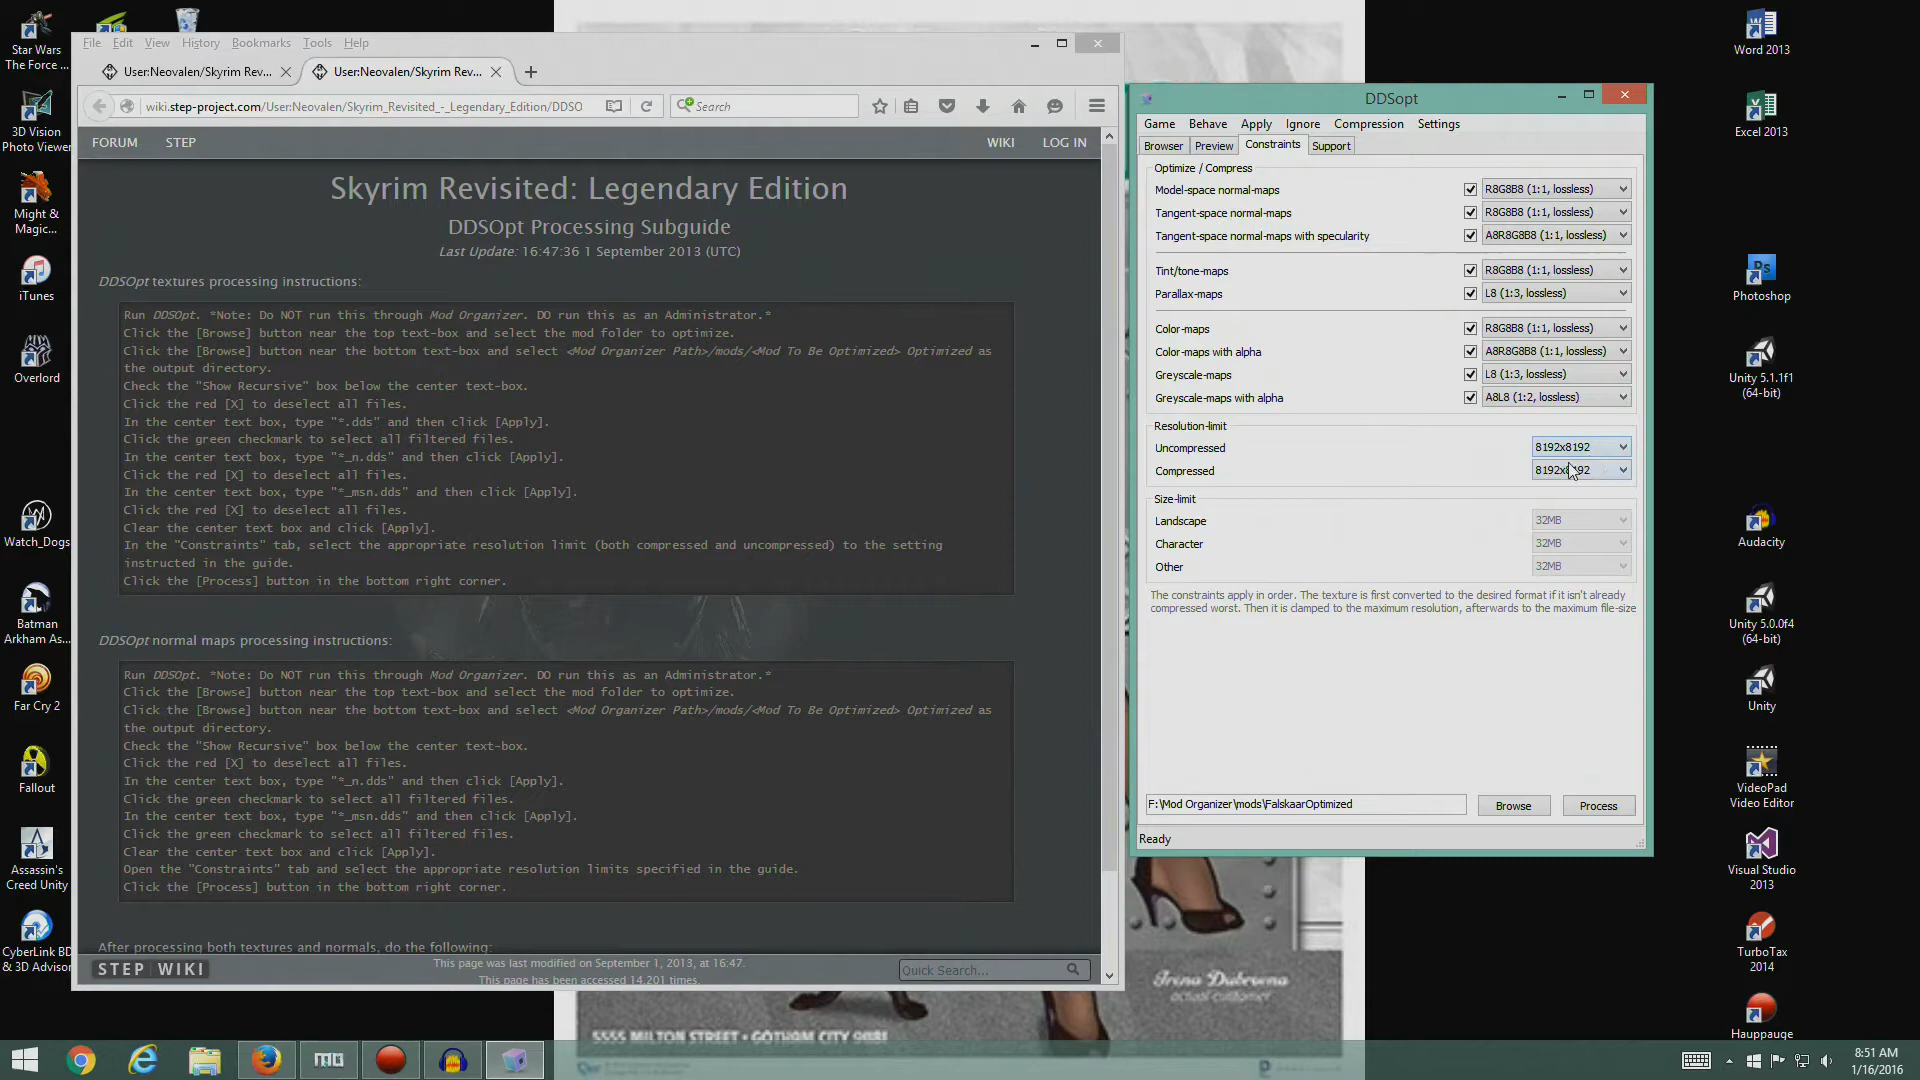 Star Wars
The Force ...
3D Vision
Photo Viewer
Might &
Magic...
iTunes
Overlord
Watch_Dogs
Batman
Arkham As...
Far Cry 2
Fallout
Assassin's
Creed Unity
CyberLink BD
& 3D Advisor
File Edit View History Bookmarks Tools Help
User:Neovalen/Skyrim Rev...
User:Neovalen/Skyrim Rev...
wiki.step-project.com/User:Neovalen/Skyrim_Revisited_-_Legendary_Edition/DDSO
Search
FORUM STEP WIKI LOG IN
Skyrim Revisited: Legendary Edition
DDSOpt Processing Subguide
Last Update: 16:47:36 1 September 2013 (UTC)
DDSOpt textures processing instructions:
Run DDSOpt. *Note: Do NOT run this through Mod Organizer. DO run this as an Administrator.*
Click the [Browse] button near the top text-box and select the mod folder to optimize.
Click the [Browse] button near the bottom text-box and select <Mod Organizer Path>/mods/<Mod To Be Optimized> Optimized as
the output directory.
Check the "Show Recursive" box below the center text-box.
Click the red [X] to deselect all files.
In the center text box, type "*.dds" and then click [Apply].
Click the green checkmark to select all filtered files.
In the center text box, type "*_n.dds" and then click [Apply].
Click the red [X] to deselect all files.
In the center text box, type "*_msn.dds" and then click [Apply].
Click the red [X] to deselect all files.
Clear the center text box and click [Apply].
In the "Constraints" tab, select the appropriate resolution limit (both compressed and uncompressed) to the setting
instructed in the guide.
Click the [Process] button in the bottom right corner.
DDSOpt normal maps processing instructions:
Run DDSOpt. *Note: Do NOT run this through Mod Organizer. DO run this as an Administrator.*
Click the [Browse] button near the top text-box and select the mod folder to optimize.
Click the [Browse] button near the bottom text-box and select <Mod Organizer Path>/mods/<Mod To Be Optimized> Optimized as
the output directory.
Check the "Show Recursive" box below the center text-box.
Click the red [X] to deselect all files.
In the center text box, type "*_n.dds" and then click [Apply].
Click the green checkmark to select all filtered files.
In the center text box, type "*_msn.dds" and then click [Apply].
Click the green checkmark to select all filtered files.
Clear the center text box and click [Apply].
Open the "Constraints" tab and select the appropriate resolution limits specified in the guide.
Click the [Process] button in the bottom right corner.
After processing both textures and normals, do the following:
STEP WIKI
This page was last modified on September 1, 2013, at 16:47.
This page has been accessed 14,201 times.
Quick Search...
DDSopt
Game Behave Apply Ignore Compression Settings
Browser Preview Constraints Support
Optimize / Compress
Model-space normal-maps R8G8B8 (1:1, lossless)
Tangent-space normal-maps R8G8B8 (1:1, lossless)
Tangent-space normal-maps with specularity A8R8G8B8 (1:1, lossless)
Tint/tone-maps R8G8B8 (1:1, lossless)
Parallax-maps L8 (1:3, lossless)
Color-maps R8G8B8 (1:1, lossless)
Color-maps with alpha A8R8G8B8 (1:1, lossless)
Greyscale-maps L8 (1:3, lossless)
Greyscale-maps with alpha A8L8 (1:2, lossless)
Resolution-limit
Uncompressed 8192x8192
Compressed 8192x8192
Size-limit
Landscape 32MB
Character 32MB
Other 32MB
The constraints apply in order. The texture is first converted to the desired format if it isn't already
compressed worst. Then it is clamped to the maximum resolution, afterwards to the maximum file-size
F:\Mod Organizer\mods\FalskaarOptimized Browse Process
Ready
Irena Dubrovna
actual customer
5555 MILTON STREET • GOTHAM CITY
Word 2013
Excel 2013
Photoshop
Unity 5.1.1f1
(64-bit)
Audacity
Unity 5.0.0f4
(64-bit)
Unity
VideoPad
Video Editor
Visual Studio
2013
TurboTax
2014
Hauppauge
8:51 AM
1/16/2016